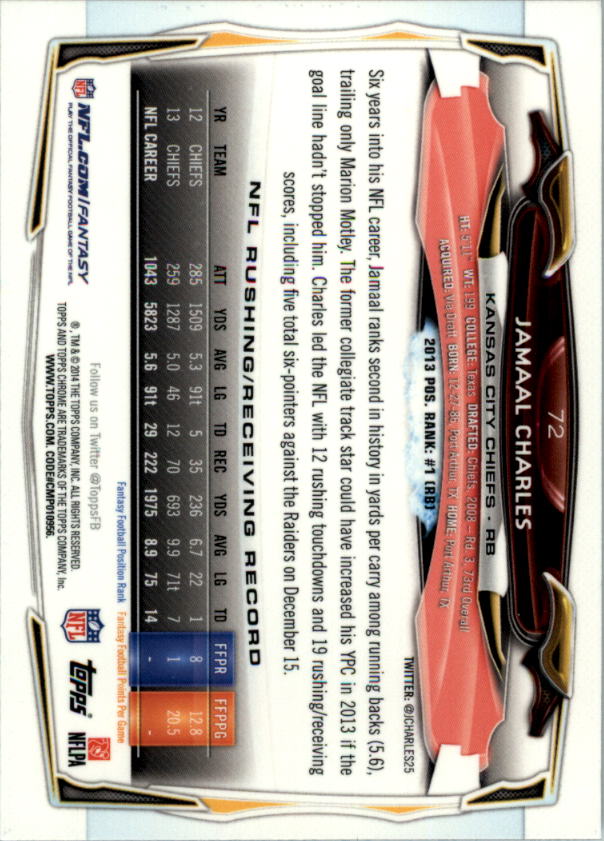 72
JAMAAL CHARLES
KANSAS CITY CHIEFS - RB
HT: 5'11" WT: 199 COLLEGE: Texas DRAFTED: Chiefs, 2008 – Rd. 3, 73rd Overall
ACQUIRED: Via Draft BORN: 12-27-86, Port Arthur, TX HOME: Port Arthur, TX
2013 POS. RANK: #1 (RB)
TWITTER: @JCHARLES25
Six years into his NFL career, Jamaal ranks second in history in yards per carry among running backs (5.6),
trailing only Marion Motley. The former collegiate track star could have increased his YPC in 2013 if the
goal line hadn't stopped him. Charles led the NFL with 12 rushing touchdowns and 19 rushing/receiving
scores, including five total six-pointers against the Raiders on December 15.
NFL RUSHING/RECEIVING RECORD
YR TEAM ATT YDS AVG LG TD REC YDS AVG LG TD FFPR FFPPG
12 CHIEFS 285 1509 5.3 91t 5 35 236 6.7 22 1 8 12.8
13 CHIEFS 259 1287 5.0 46 12 70 693 9.9 71t 7 1 20.5
NFL CAREER 1043 5823 5.6 91t 29 222 1975 8.9 75 14 - -
Fantasy Football Position Rank Fantasy Football Points Per Game
NFL NFL.COM/FANTASY
PLAY THE OFFICIAL FANTASY FOOTBALL GAME OF THE NFL
Follow us on Twitter @ToppsFB
®, TM & © 2014 THE TOPPS COMPANY, INC. ALL RIGHTS RESERVED.
TOPPS AND TOPPS CHROME ARE TRADEMARKS OF THE TOPPS COMPANY, Inc.
WWW.TOPPS.COM. CODE#CMP010956.
NFL topps NFLPA